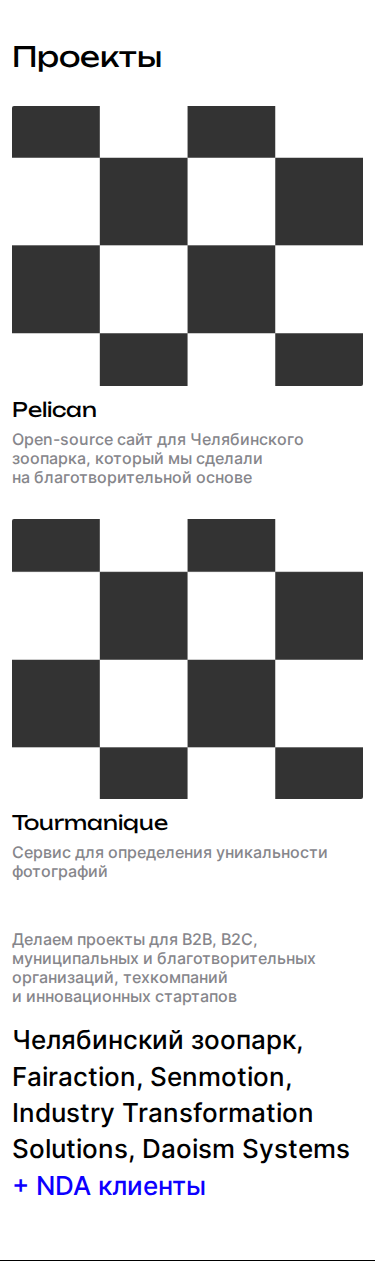 Проекты
Pelican
Open-source сайт для Челябинского
зоопарка, который мы сделали
на благотворительной основе
Tourmanique
Сервис для определения уникальности
фотографий
Делаем проекты для B2B, B2C,
муниципальных и благотворительных
организаций, техкомпаний
и инновационных стартапов
Челябинский зоопарк,
Fairaction, Senmotion,
Industry Transformation
Solutions, Daoism Systems
+ NDA клиенты